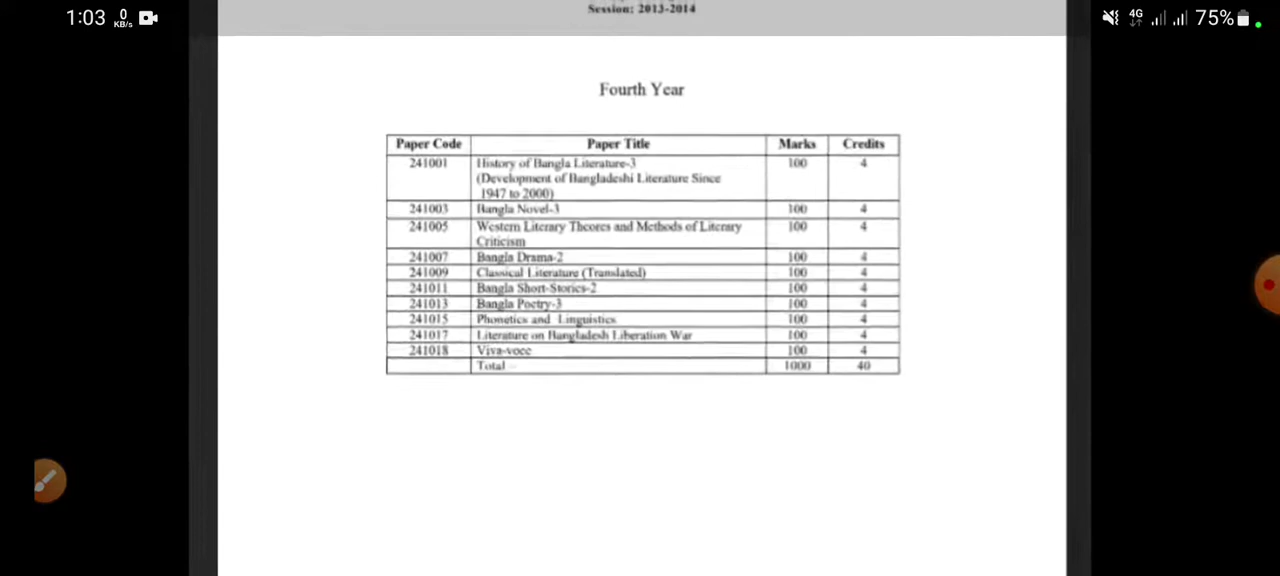 1:03 0 KB/s 4G 75%
Session: 2013-2014
Fourth Year
Paper Code Paper Title Marks Credits
241001 History of Bangla Literature-3 100 4
(Development of Bangladeshi Literature Since
1947 to 2000)
241003 Bangla Novel-3 100 4
241005 Western Literary Theores and Methods of Literary 100 4
Criticism
241007 Bangla Drama-2 100 4
241009 Classical Literature (Translated) 100 4
241011 Bangla Short-Stories-2 100 4
241013 Bangla Poetry-3 100 4
241015 Phonetics and Linguistics 100 4
241017 Literature on Bangladesh Liberation War 100 4
241018 Viva-voce 100 4
Total 1000 40